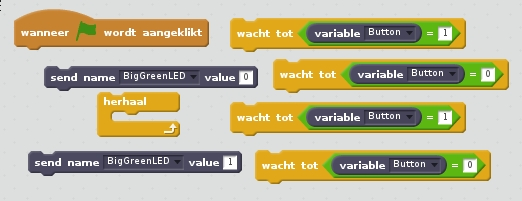 wanneer wordt aangeklikt
wacht tot variable Button = 1
send name BigGreenLED value 0
wacht tot variable Button = 0
herhaal
wacht tot variable Button = 1
send name BigGreenLED value 1
wacht tot variable Button = 0